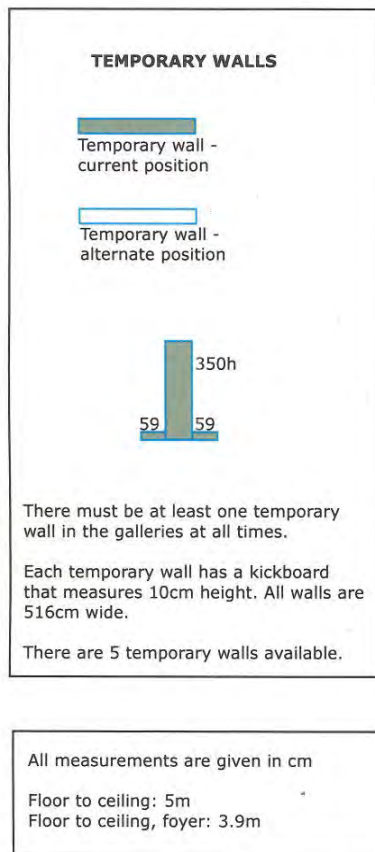 TEMPORARY WALLS
Temporary wall -
current position
Temporary wall -
alternate position
350h
59 59
There must be at least one temporary
wall in the galleries at all times.
Each temporary wall has a kickboard
that measures 10cm height. All walls are
516cm wide.
There are 5 temporary walls available.
All measurements are given in cm
Floor to ceiling: 5m
Floor to ceiling, foyer: 3.9m